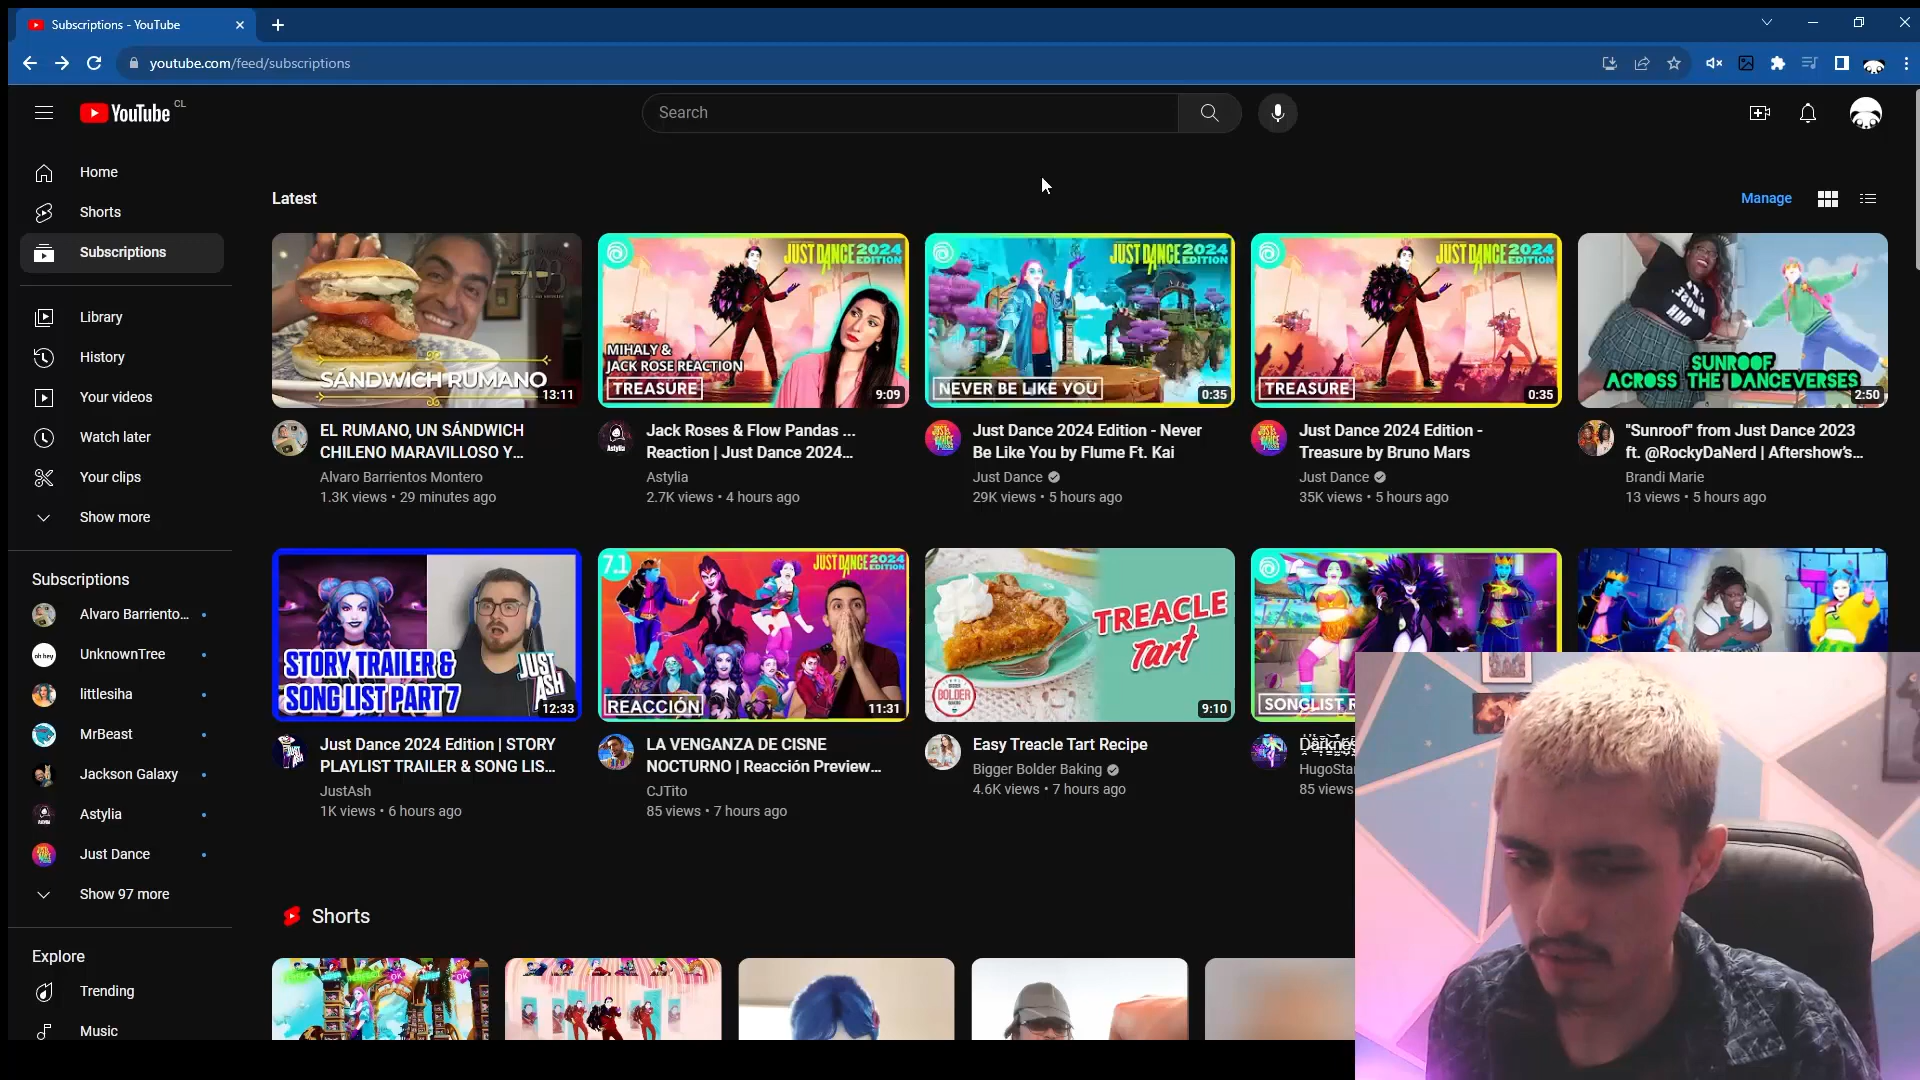 Subscriptions - YouTube
youtube.com/feed/subscriptions
YouTube CL
Search
Home
Shorts
Subscriptions
Library
History
Your videos
Watch later
Your clips
Show more
Subscriptions
Alvaro Barriento...
UnknownTree
littlesiha
MrBeast
Jackson Galaxy
Astylia
Just Dance
Show 97 more
Explore
Trending
Music
Latest
Manage
SÁNDWICH RUMANO
13:11
EL RUMANO, UN SÁNDWICH
CHILENO MARAVILLOSO Y...
Alvaro Barrientos Montero
1.3K views • 29 minutes ago
JUST DANCE 2024
EDITION
MIHALY &
JACK ROSE REACTION
TREASURE
9:09
Astylia
Jack Roses & Flow Pandas ...
Reaction | Just Dance 2024...
Astylia
2.7K views • 4 hours ago
JUST DANCE 2024
EDITION
NEVER BE LIKE YOU
0:35
Just Dance 2024 Edition - Never
Be Like You by Flume Ft. Kai
Just Dance
29K views • 5 hours ago
JUST DANCE 2024
EDITION
TREASURE
0:35
Just Dance 2024 Edition -
Treasure by Bruno Mars
Just Dance
35K views • 5 hours ago
SUNROOF
ACROSS THE DANCEVERSES
2:50
"Sunroof" from Just Dance 2023
ft. @RockyDaNerd | Aftershow's...
Brandi Marie
13 views • 5 hours ago
STORY TRAILER &
SONG LIST PART 7
JUST
ASH
12:33
Just Dance 2024 Edition | STORY
PLAYLIST TRAILER & SONG LIS...
JustAsh
1K views • 6 hours ago
7.1
JUST DANCE 2024
EDITION
REACCIÓN
11:31
LA VENGANZA DE CISNE
NOCTURNO | Reacción Preview...
CJTito
85 views • 7 hours ago
TREACLE
Tart
BOLDER
9:10
Easy Treacle Tart Recipe
Bigger Bolder Baking
4.6K views • 7 hours ago
SONGLIST R
HugoStar
85 views
Shorts